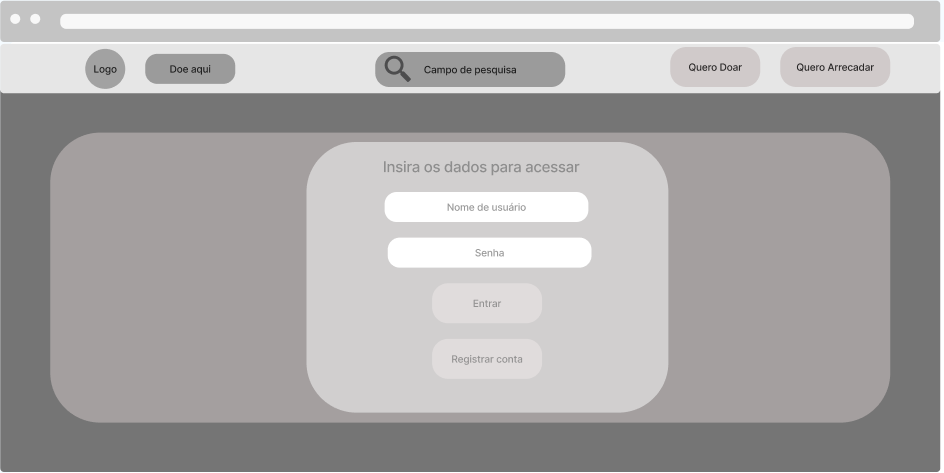 Logo
Doe aqui
Campo de pesquisa
Quero Doar
Quero Arrecadar
Insira os dados para acessar
Nome de usuário
Senha
Entrar
Registrar conta